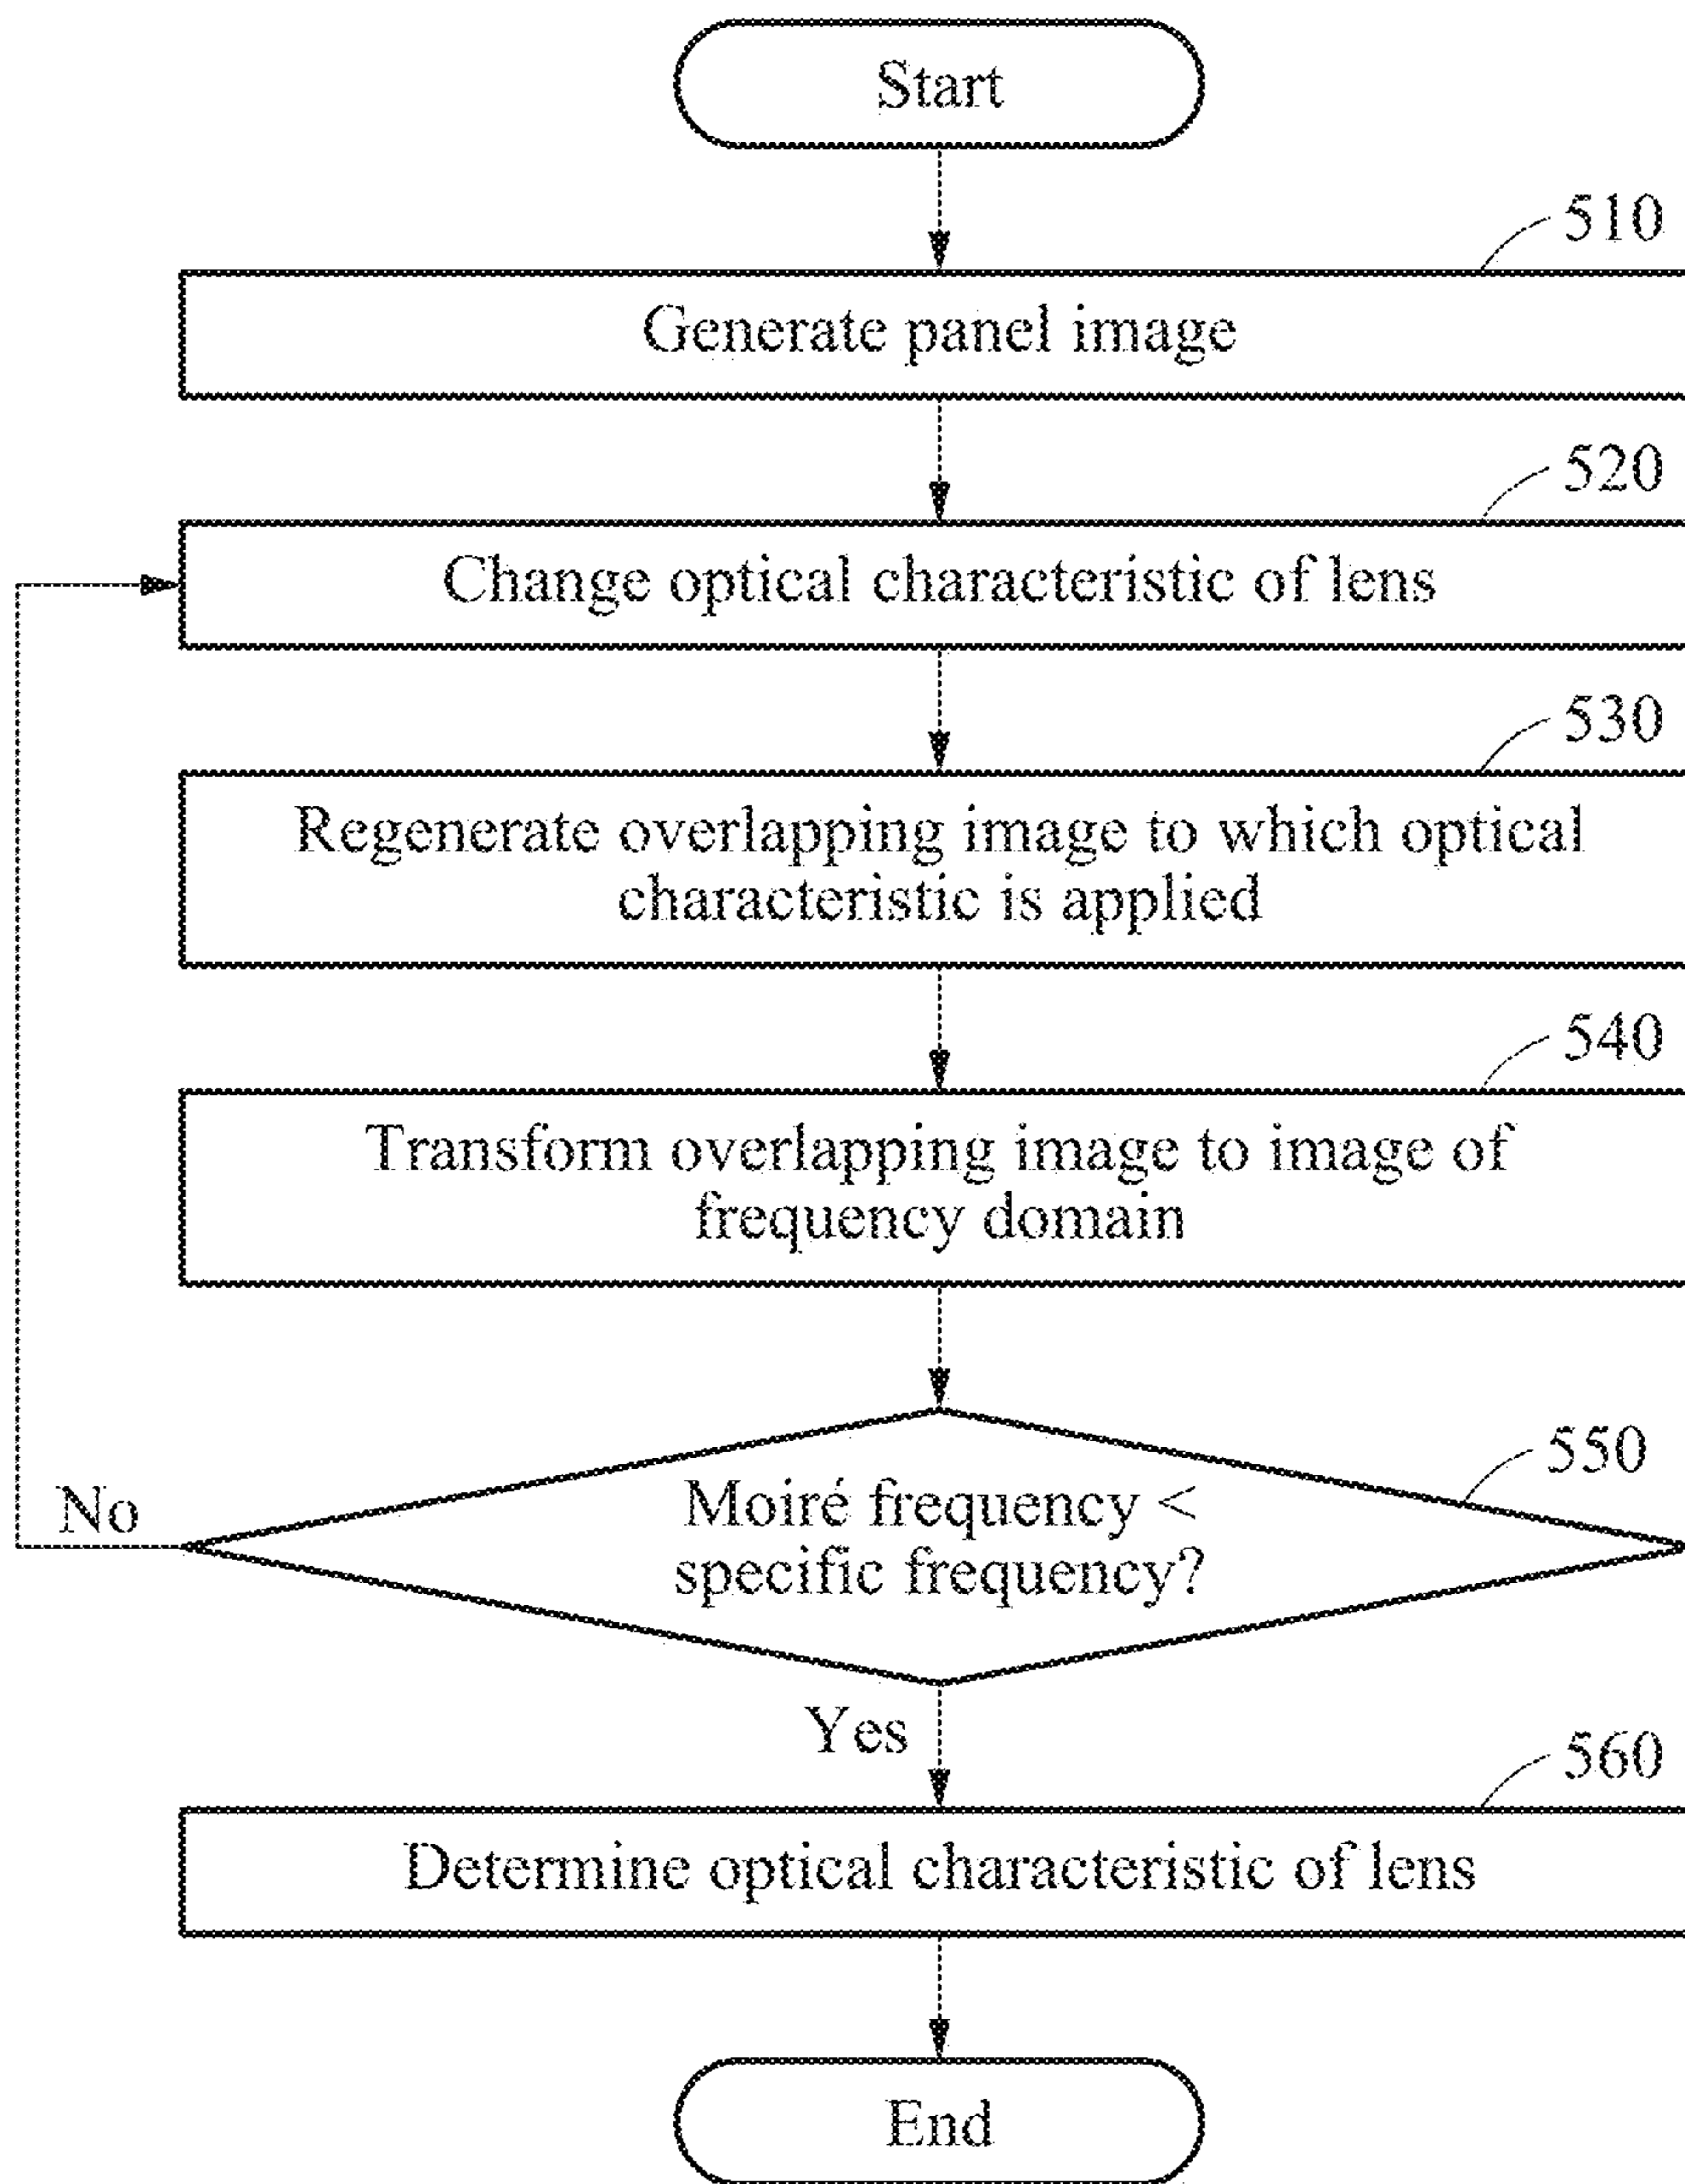 Start
510
Generate panel image
520
Change optical characteristic of lens
530
Regenerate overlapping image to which optical
characteristic is applied
540
Transform overlapping image to image of
frequency domain
550
Moiré frequency <
specific frequency?
No
Yes
560
Determine optical characteristic of lens
End